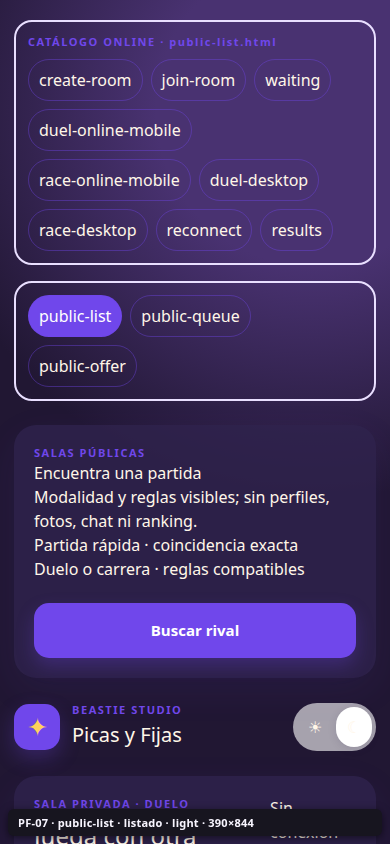 CATÁLOGO ONLINE · public-list.html
create-room
join-room
waiting
duel-online-mobile
race-online-mobile
duel-desktop
race-desktop
reconnect
results
public-list
public-queue
public-offer
SALAS PÚBLICAS
Encuentra una partida
Modalidad y reglas visibles; sin perfiles,
fotos, chat ni ranking.
Partida rápida · coincidencia exacta
Duelo o carrera · reglas compatibles
Buscar rival
BEASTIE STUDIO
Picas y Fijas
SALA PRIVADA · DUELO
Sin
conexión
Juega con otra
PF-07 · public-list · listado · light · 390×844